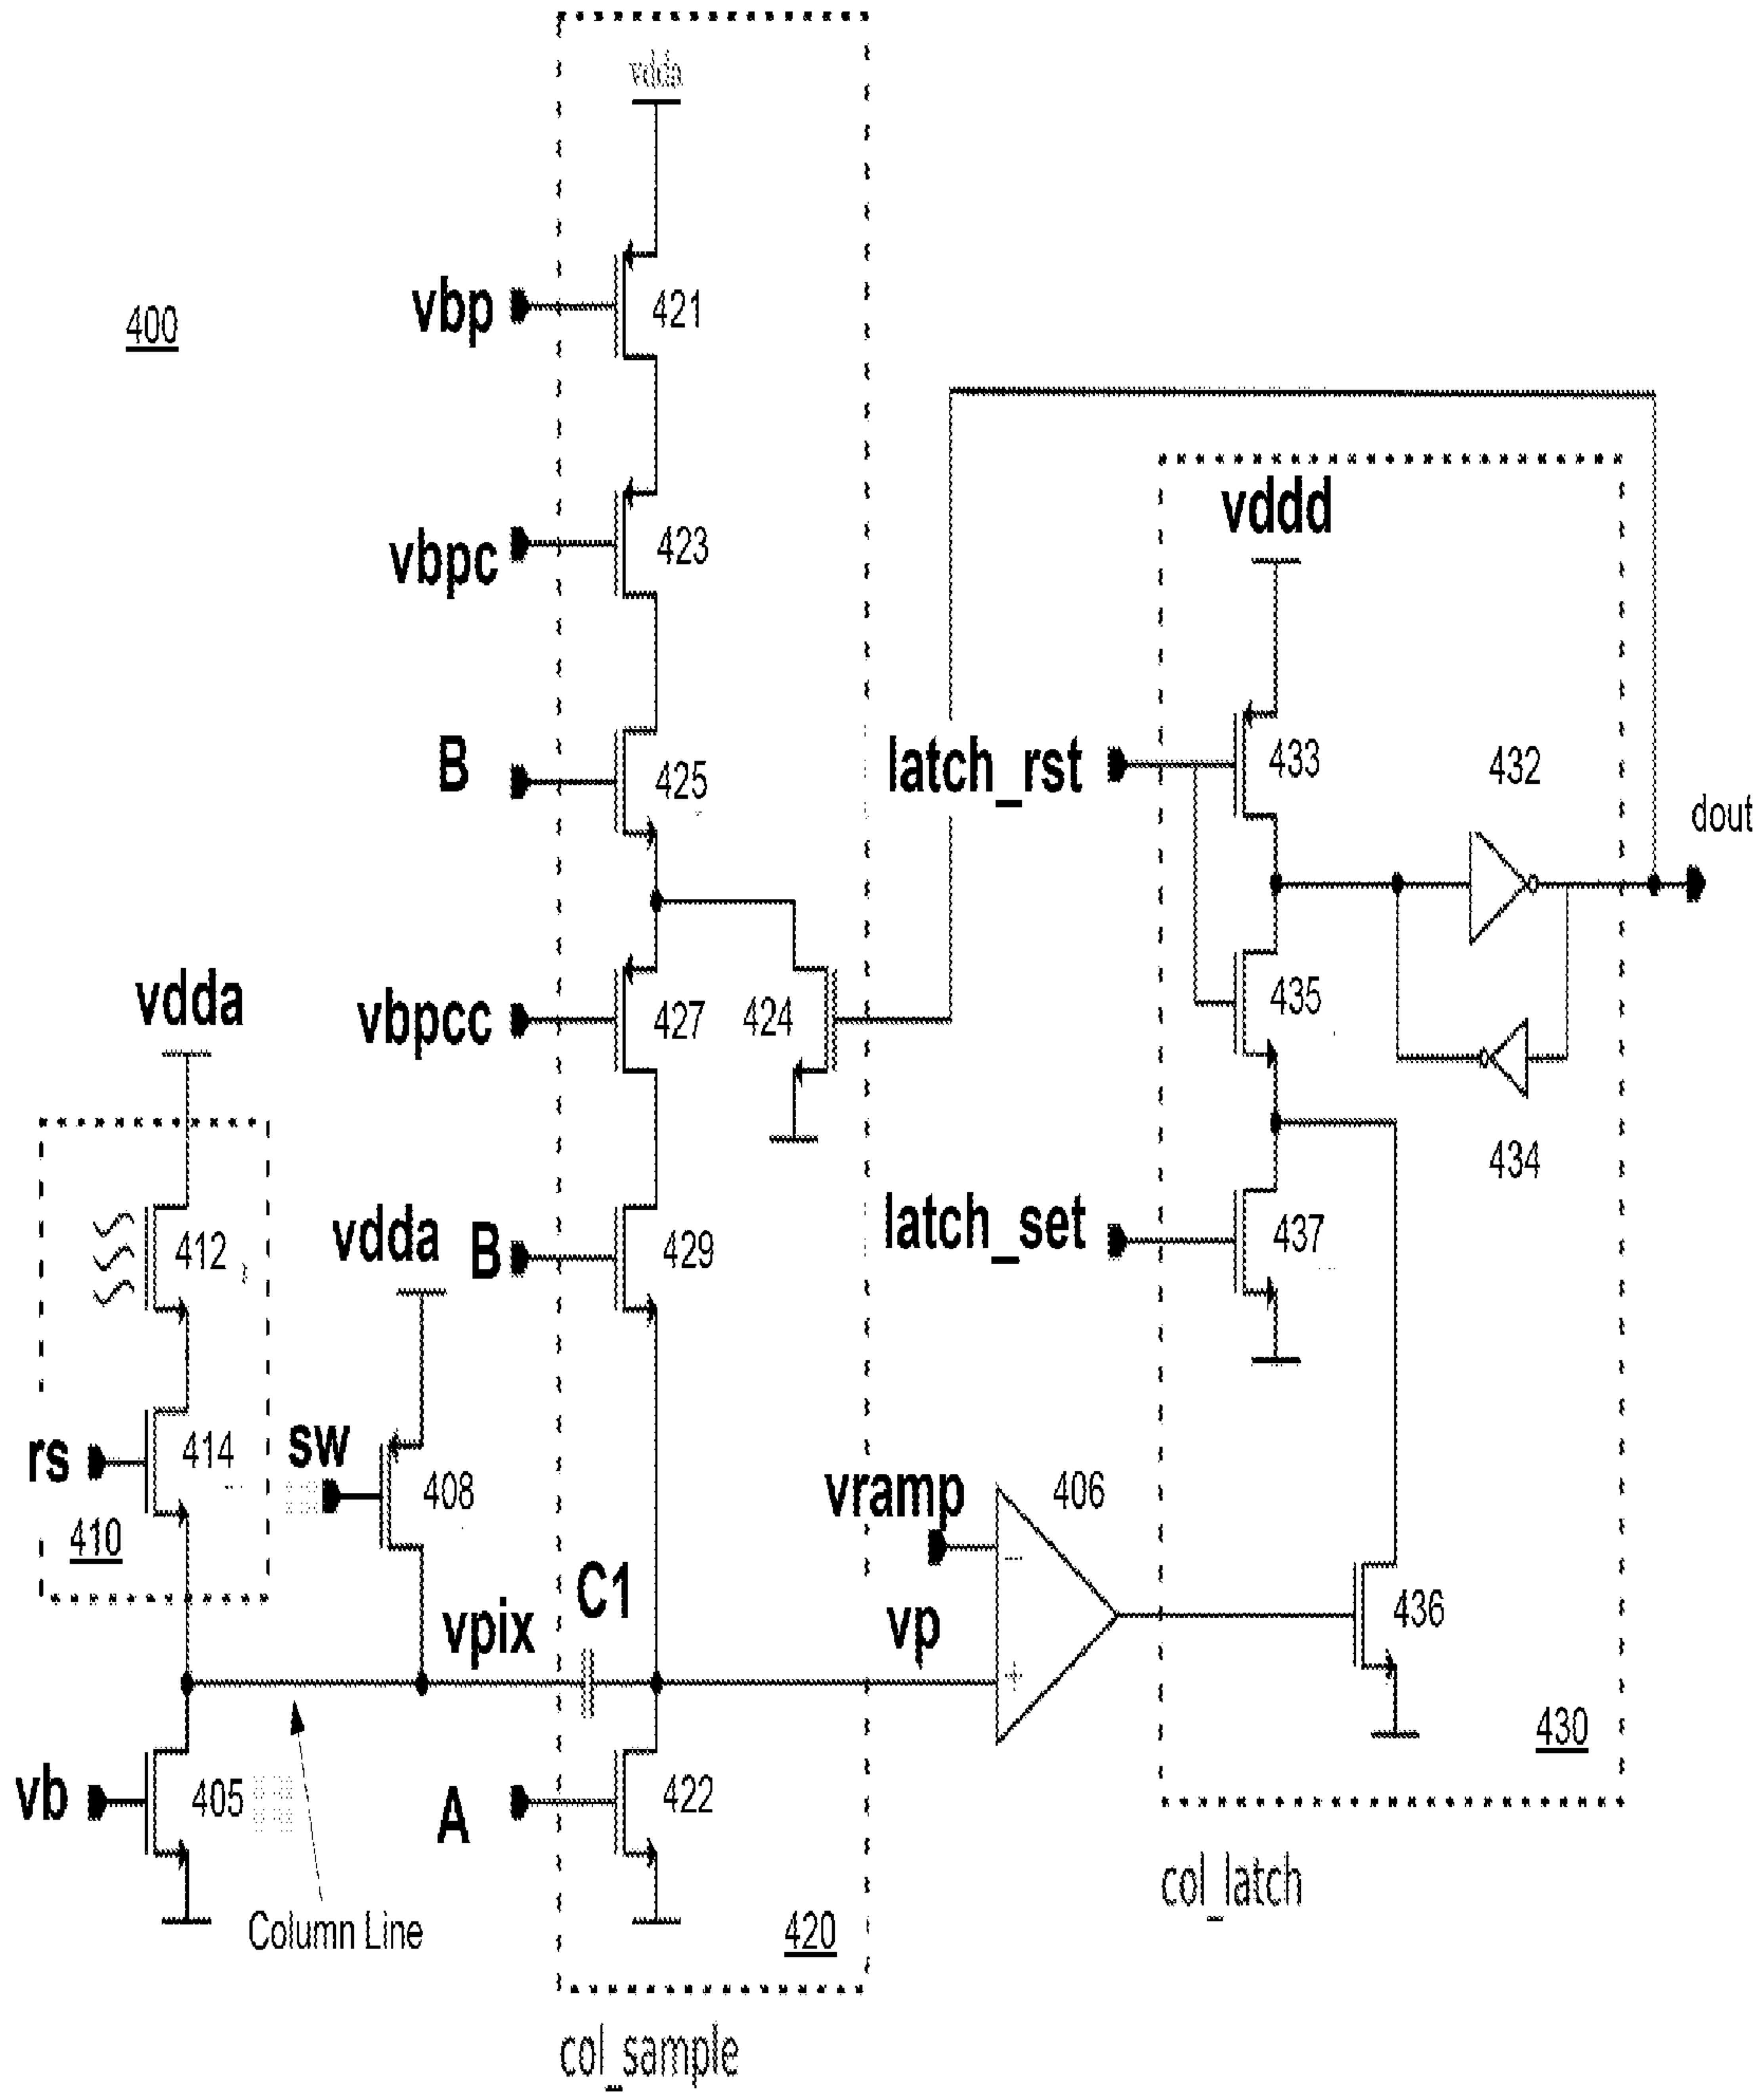 vdda
vbp
421
400
vbpc
423
vddd
B
425
latch_rst
433
432
dout
vdda
vbpcc
427
424
435
434
412
vdda
B
429
latch_set
437
rs
414
sw
408
410
vramp
406
C1
vpix
vp
-
+
436
430
vb
405
A
422
col_latch
Column Line
420
col_sample